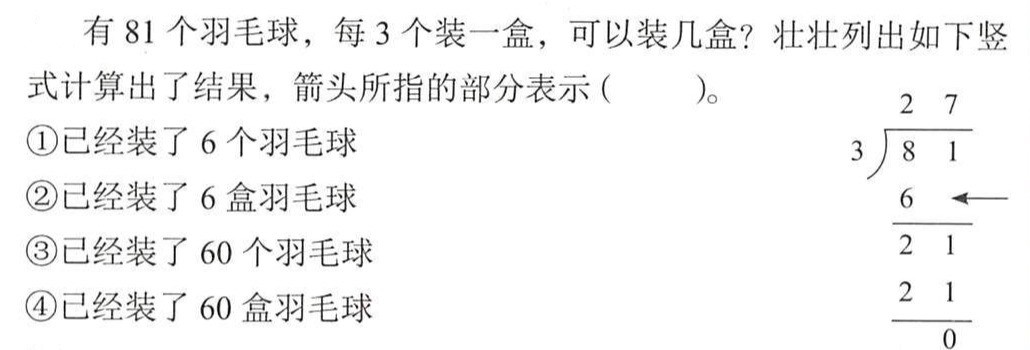 有 81 个羽毛球，每 3 个装一盒，可以装几盒？壮壮列出如下竖
式计算出了结果，箭头所指的部分表示（　　）。
①已经装了 6 个羽毛球
②已经装了 6 盒羽毛球
③已经装了 60 个羽毛球
④已经装了 60 盒羽毛球
2 7
3 8 1
6
2 1
2 1
0